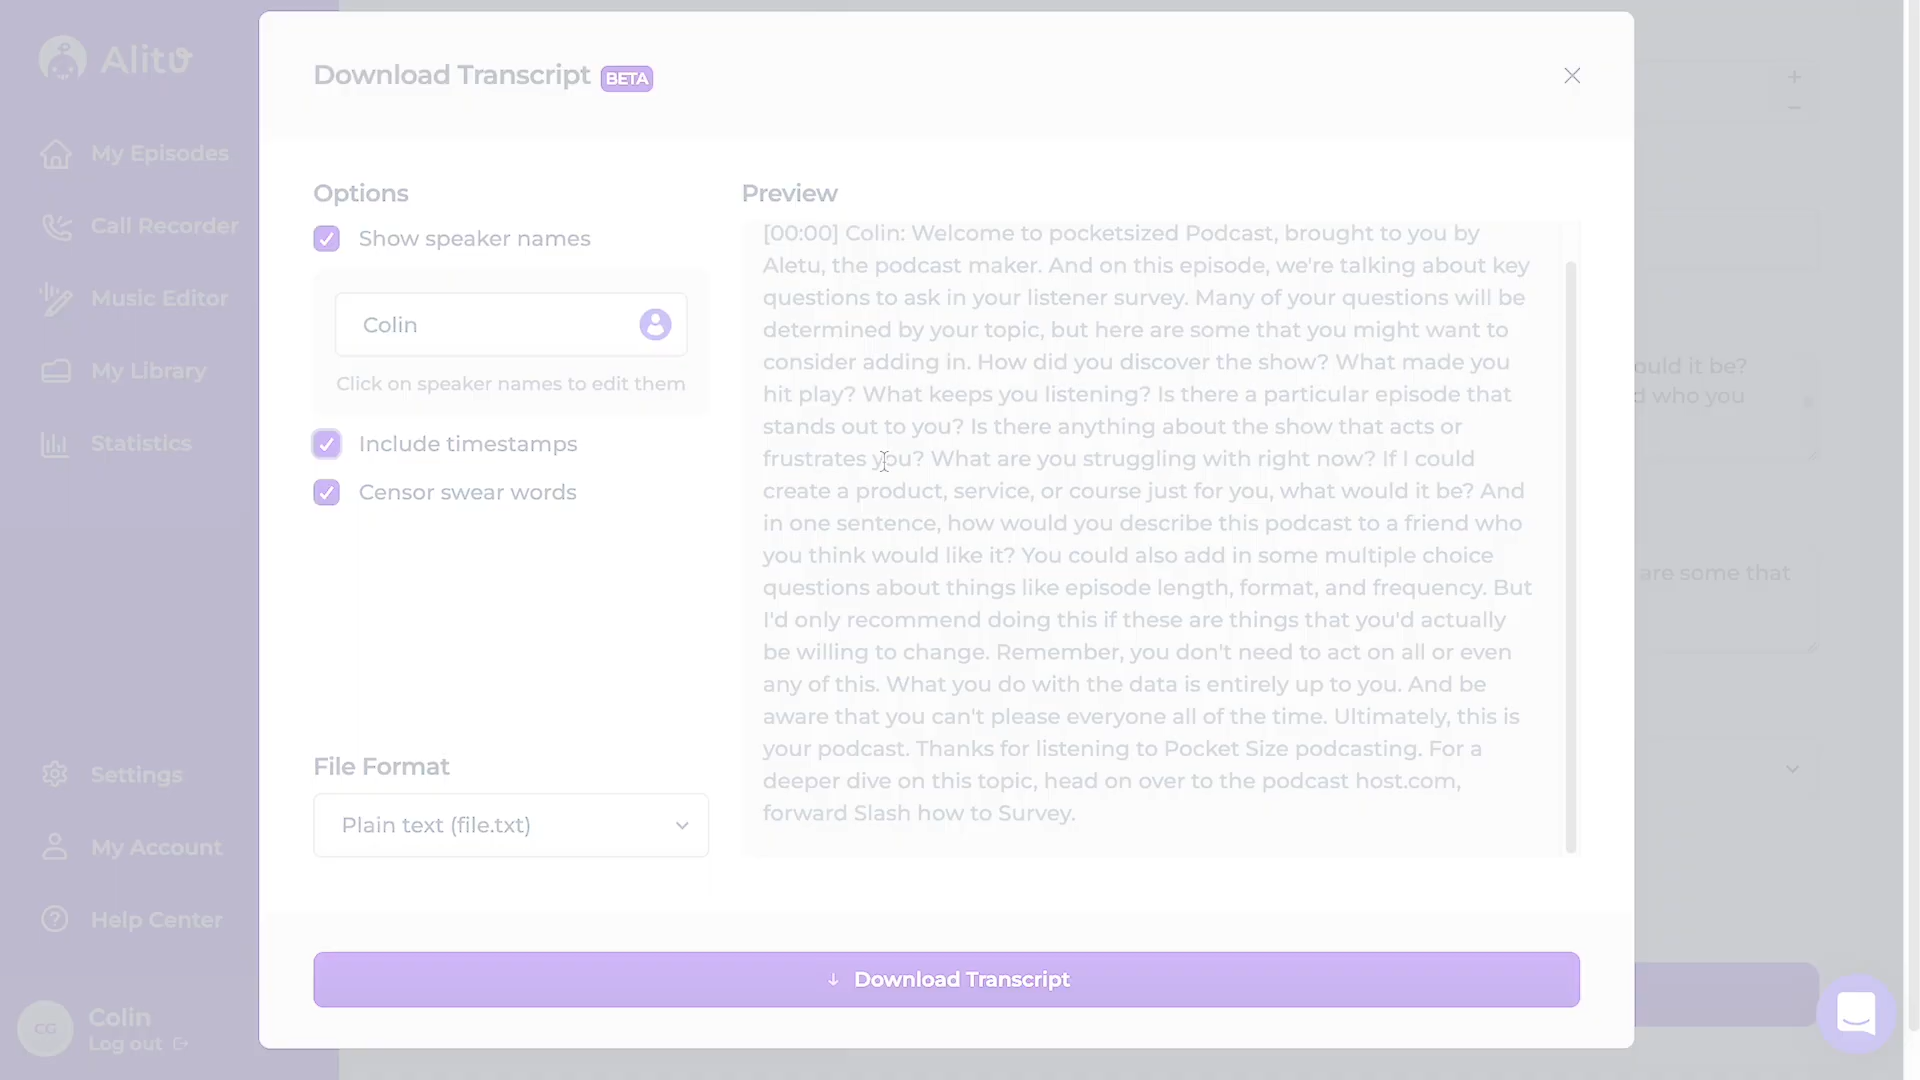 Alitu
My Episodes
Call Recorder
Music Editor
My Library
Statistics
Settings
My Account
Help Center
CG
Colin
Log out
Download Transcript BETA
Options
Show speaker names
Colin
Click on speaker names to edit them
Include timestamps
Censor swear words
File Format
Plain text (file.txt)
Preview
[00:00] Colin: Welcome to pocketsized Podcast, brought to you by
Aletu, the podcast maker. And on this episode, we're talking about key
questions to ask in your listener survey. Many of your questions will be
determined by your topic, but here are some that you might want to
consider adding in. How did you discover the show? What made you
hit play? What keeps you listening? Is there a particular episode that
stands out to you? Is there anything about the show that acts or
frustrates you? What are you struggling with right now? If I could
create a product, service, or course just for you, what would it be? And
in one sentence, how would you describe this podcast to a friend who
you think would like it? You could also add in some multiple choice
questions about things like episode length, format, and frequency. But
I'd only recommend doing this if these are things that you'd actually
be willing to change. Remember, you don't need to act on all or even
any of this. What you do with the data is entirely up to you. And be
aware that you can't please everyone all of the time. Ultimately, this is
your podcast. Thanks for listening to Pocket Size podcasting. For a
deeper dive on this topic, head on over to the podcast host.com,
forward Slash how to Survey.
Download Transcript
ould it be?
d who you
are some that